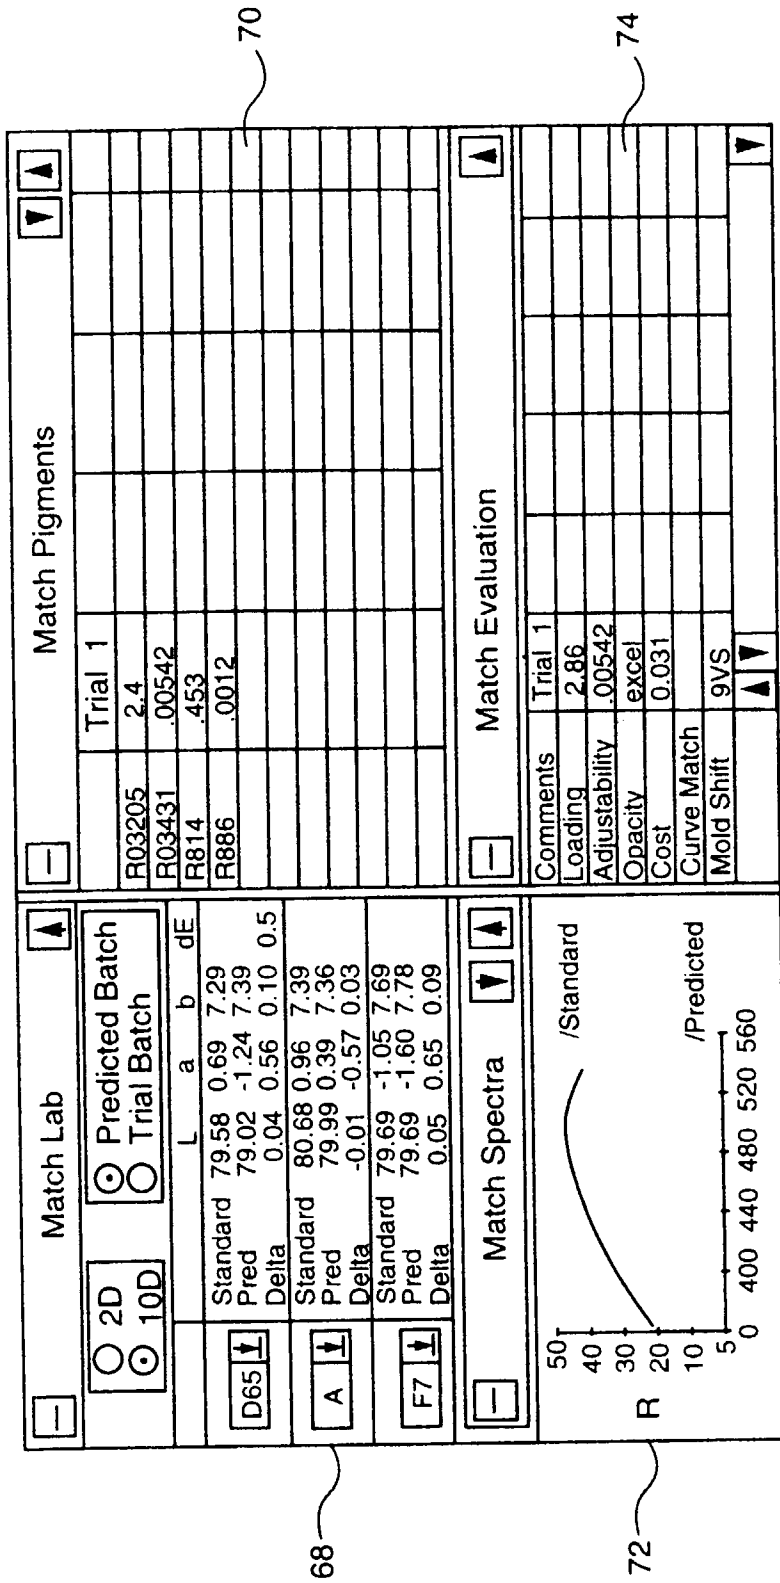 Match Lab
2D
10D
Predicted Batch
Trial Batch
L a b dE
D65
Standard 79.58 0.69 7.29
Pred 79.02 -1.24 7.39
Delta 0.04 0.56 0.10 0.5
A
Standard 80.68 0.96 7.39
Pred 79.99 0.39 7.36
Delta -0.01 -0.57 0.03
F7
Standard 79.69 -1.05 7.69
Pred 79.69 -1.60 7.78
Delta 0.05 0.65 0.09
68
Match Pigments
Trial 1
R03205 2.4
R03431 .00542
R814 .453
R886 .0012
70
Match Spectra
R
50
40
30
20
10
5
0 400 440 480 520 560
/Standard
/Predicted
72
Match Evaluation
Comments Trial 1
Loading 2.86
Adjustability .00542
Opacity excel
Cost 0.031
Curve Match
Mold Shift 9VS
74